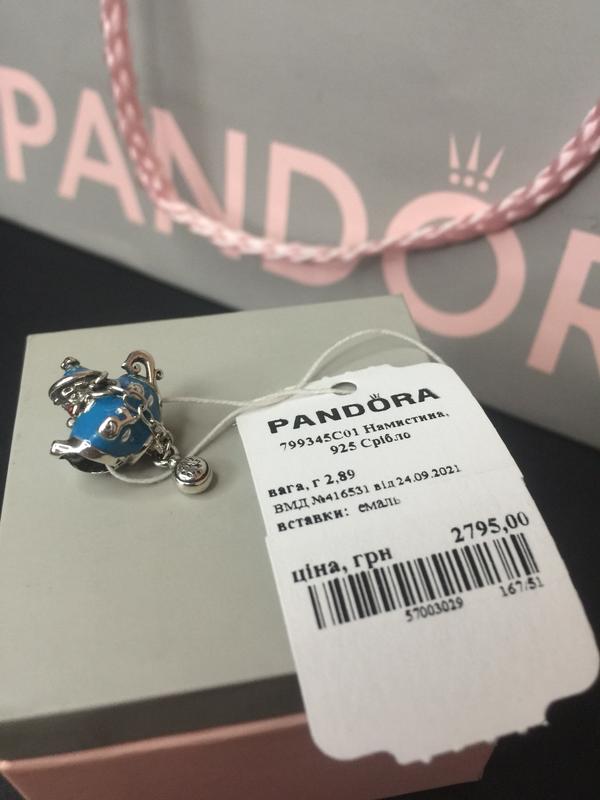 PANDOR
PANDORA
799345C01 Намистина,
925 Срібло
вага, г 2,89
ВМД №416531 від 24.09.2021
вставки: емаль
ціна, грн 2795,00
57003029 167/51